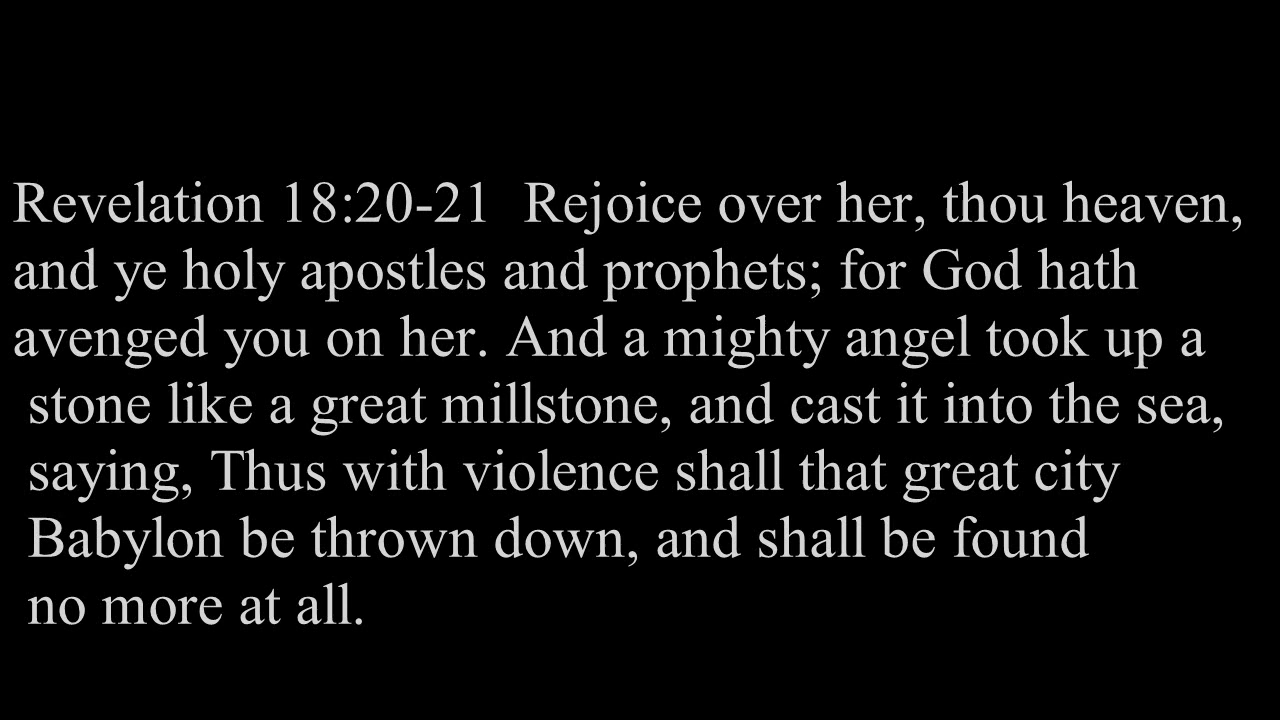 Revelation 18:20-21  Rejoice over her, thou heaven,
and ye holy apostles and prophets; for God hath
avenged you on her. And a mighty angel took up a
stone like a great millstone, and cast it into the sea,
saying, Thus with violence shall that great city
Babylon be thrown down, and shall be found
no more at all.